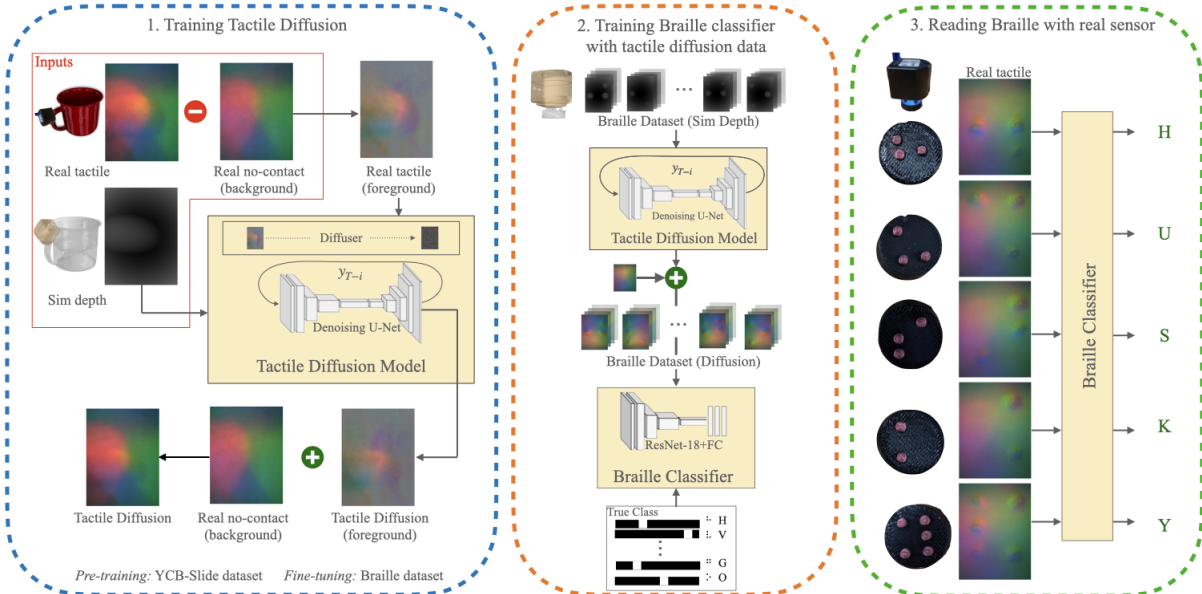 1. Training Tactile Diffusion
Inputs
Real tactile
Real no-contact
(background)
Real tactile
(foreground)
Sim depth
Diffuser
y_{T-i}
Denoising U-Net
Tactile Diffusion Model
Tactile Diffusion
Real no-contact
(background)
Tactile Diffusion
(foreground)
Pre-training: YCB-Slide dataset
Fine-tuning: Braille dataset
2. Training Braille classifier
with tactile diffusion data
Braille Dataset (Sim Depth)
y_{T-i}
Denoising U-Net
Tactile Diffusion Model
Braille Dataset (Diffusion)
ResNet-18+FC
Braille Classifier
True Class
H
V
G
O
3. Reading Braille with real sensor
Real tactile
Braille Classifier
H
U
S
K
Y